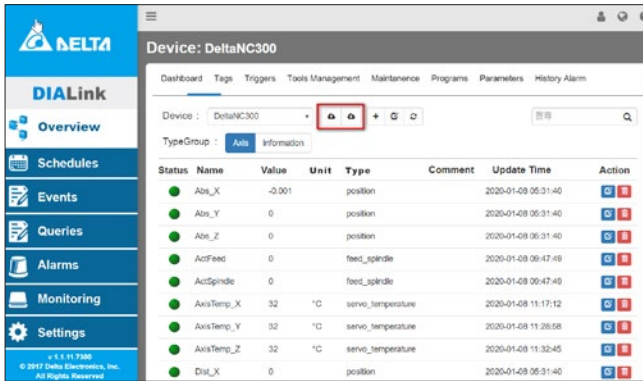 DELTA
DIALink
Overview
Schedules
Events
Queries
Alarms
Monitoring
Settings
v 1.1.11.7300
© 2017 Delta Electronics, Inc.
All Rights Reserved
Device: DeltaNC300
Dashboard Tags Triggers Tools Management Maintanence Programs Parameters History Alarm
Device : DeltaNC300 搜尋
TypeGroup : Axis Information
Status Name Value Unit Type Comment Update Time Action
Abs_X -0.001 position 2020-01-08 05:31:40
Abs_Y 0 position 2020-01-08 05:31:40
Abs_Z 0 position 2020-01-08 06:31:40
ActFeed 0 feed_spindle 2020-01-08 09:47:49
ActSpindle 0 feed_spindle 2020-01-08 09:47:49
AxisTemp_X 32 °C servo_temperature 2020-01-08 11:17:12
AxisTemp_Y 32 °C servo_temperature 2020-01-08 11:28:58
AxisTemp_Z 32 °C servo_temperature 2020-01-08 11:32:45
Dist_X 0 position 2020-01-08 05:31:40